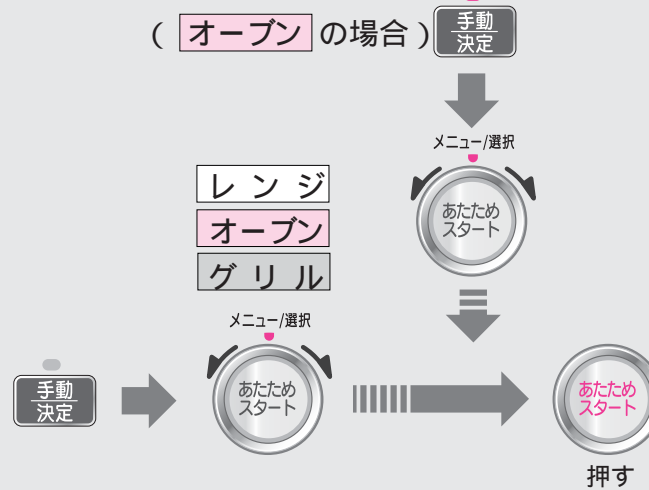 (オーブンの場合)
手動
決定
メニュー/選択
あたため
スタート
レンジ
オーブン
グリル
メニュー/選択
手動
決定
あたため
スタート
あたため
スタート
押す